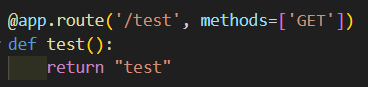 @app.route('/test', methods=['GET'])
def test():
    return "test"